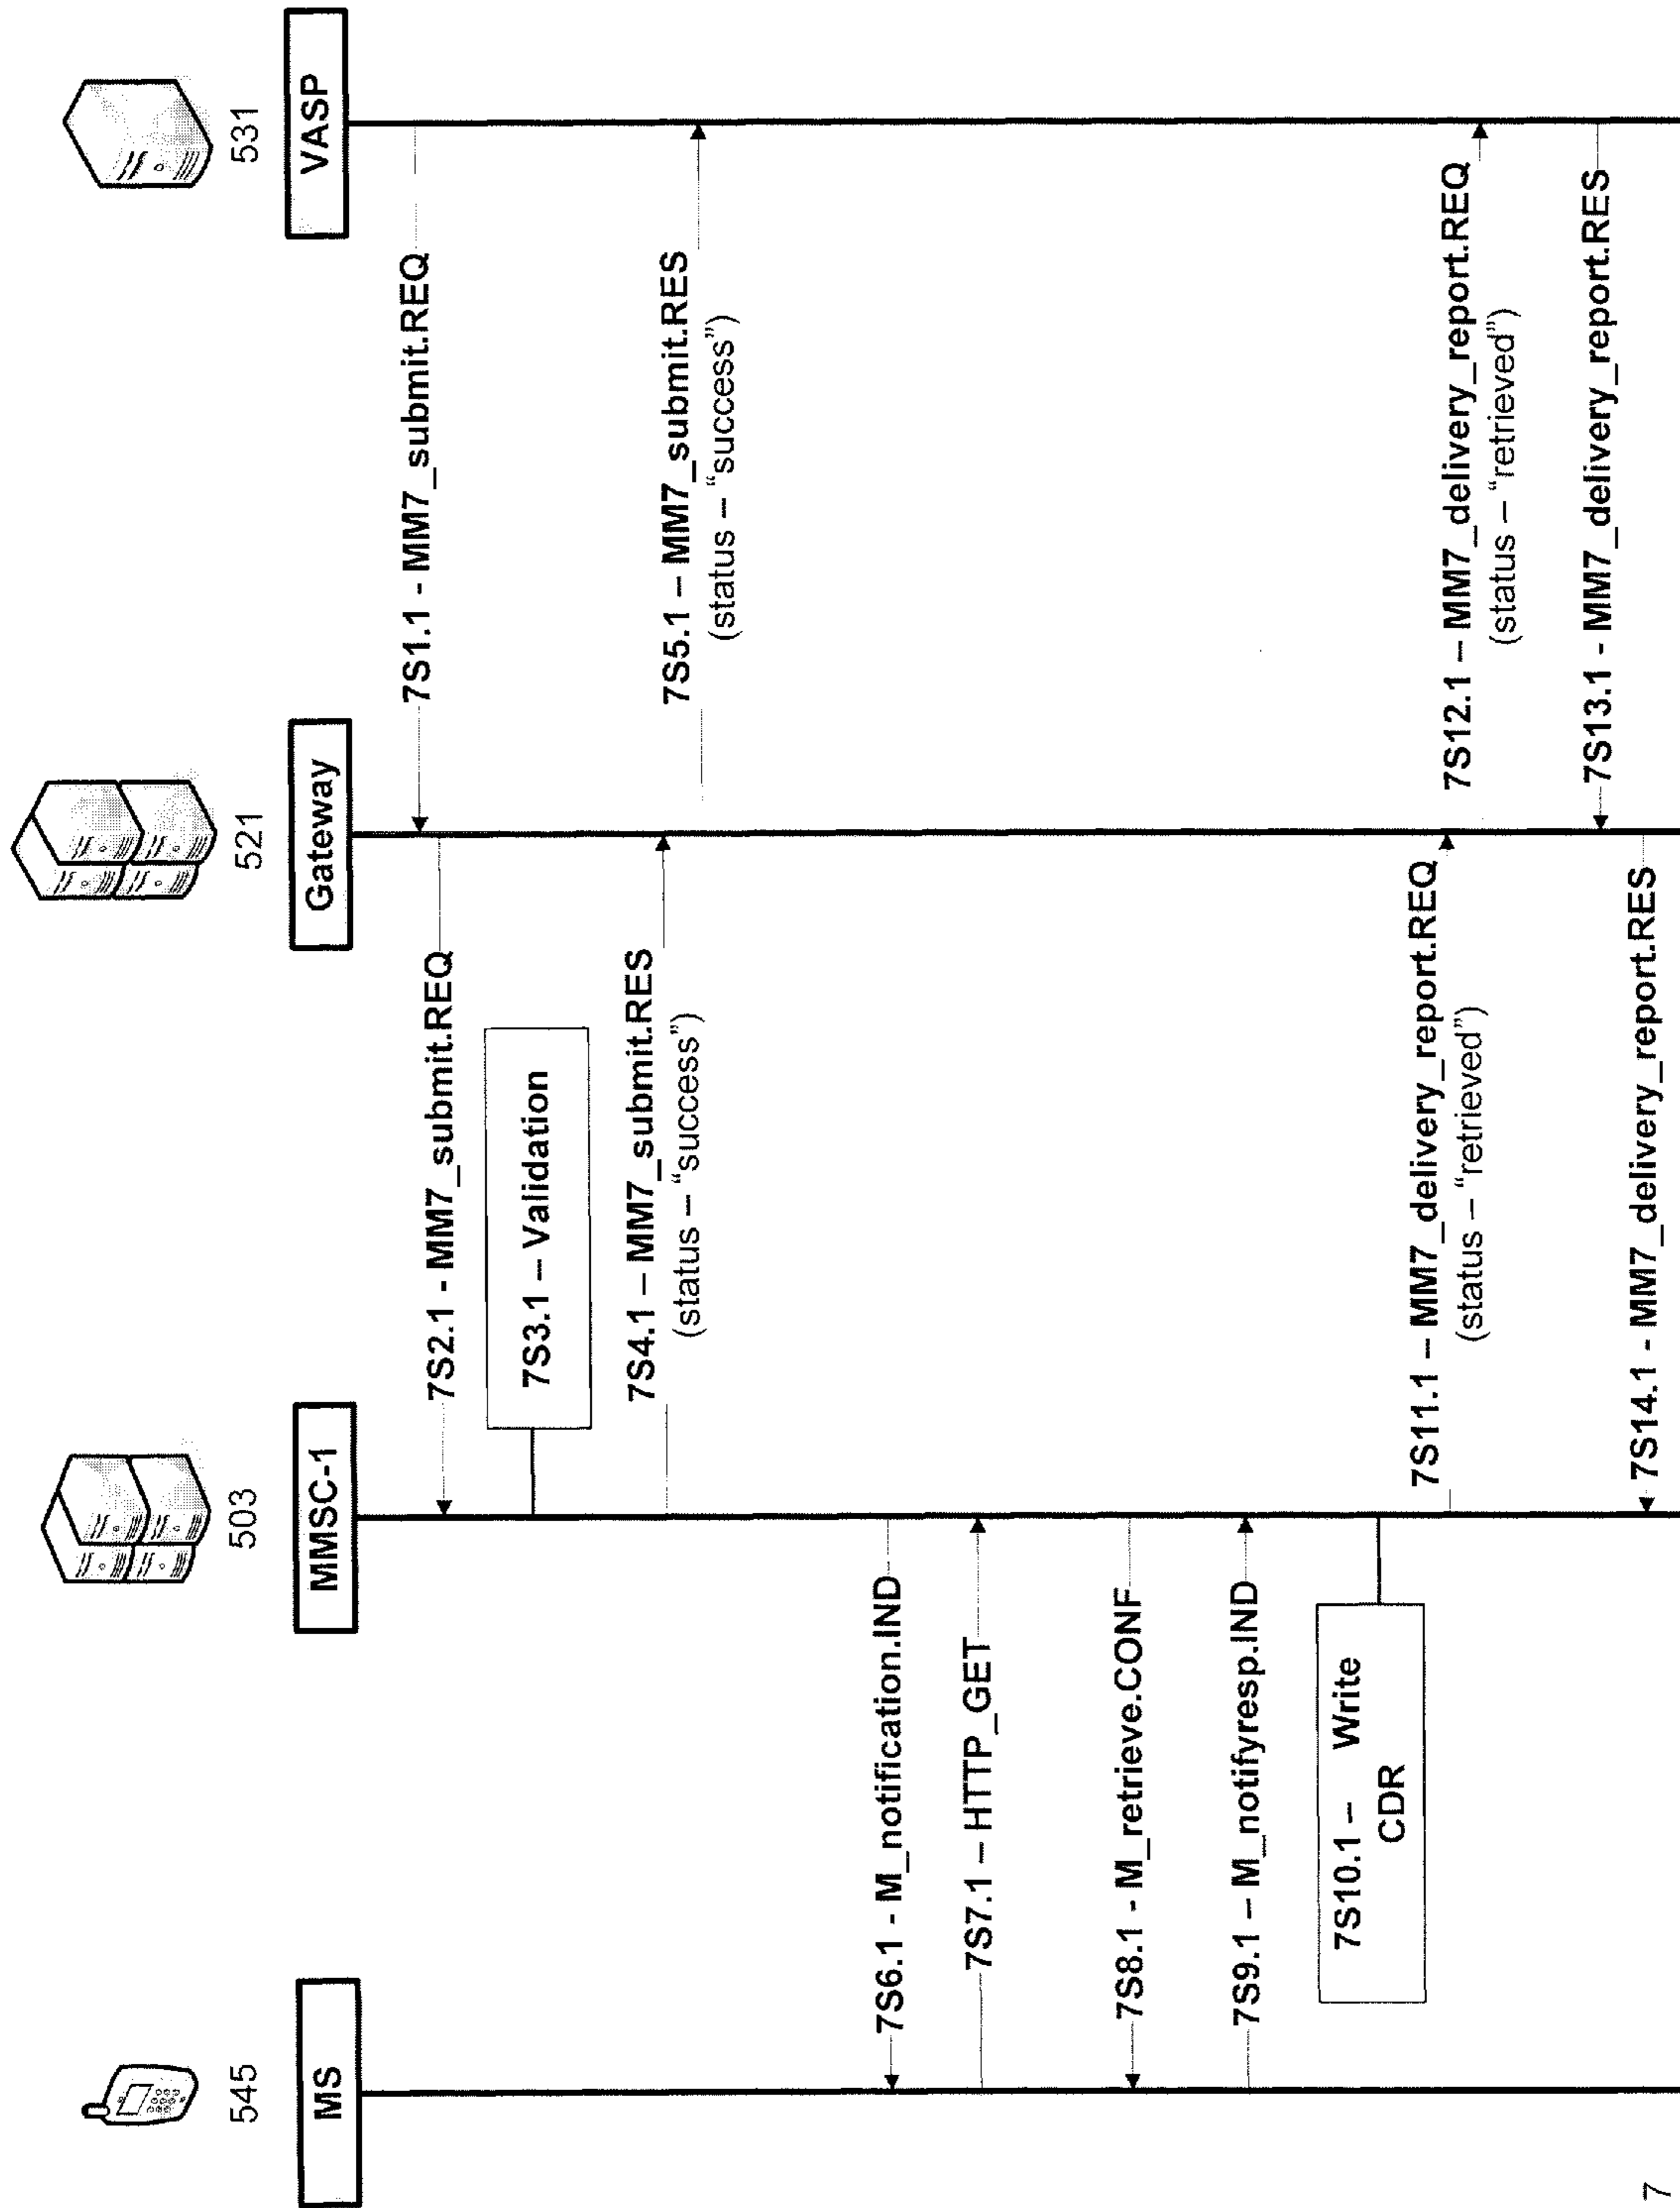 545
503
521
531
MS
MMSC-1
Gateway
VASP
7S1.1 - MM7_submit.REQ
7S2.1 - MM7_submit.REQ
7S3.1 – Validation
7S4.1 – MM7_submit.RES
(status – “success”)
7S5.1 – MM7_submit.RES
(status – “success”)
7S6.1 - M_notification.IND
7S7.1 – HTTP_GET
7S8.1 - M_retrieve.CONF
7S9.1 – M_notifyresp.IND
7S10.1 – Write
CDR
7S11.1 – MM7_delivery_report.REQ
(status – “retrieved”)
7S12.1 – MM7_delivery_report.REQ
(status – “retrieved”)
7S13.1 - MM7_delivery_report.RES
7S14.1 - MM7_delivery_report.RES
7